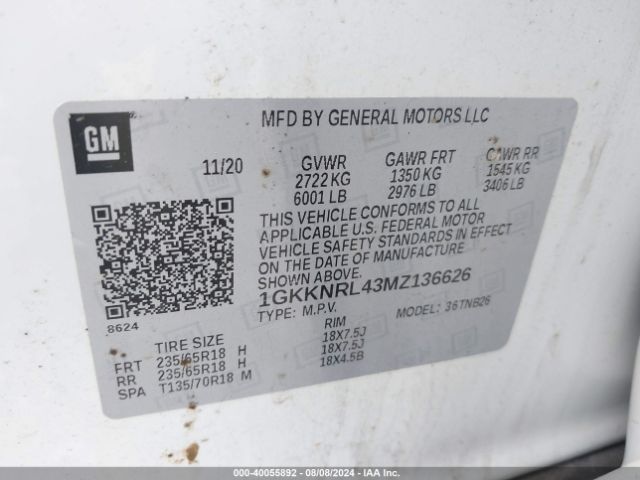 GM
MFD BY GENERAL MOTORS LLC
11/20 GVWR GAWR FRT GAWR RR
2722 KG 1350 KG 1545 KG
6001 LB 2976 LB 3406 LB
THIS VEHICLE CONFORMS TO ALL
APPLICABLE U.S. FEDERAL MOTOR
VEHICLE SAFETY STANDARDS IN EFFECT
ON THE DATE OF MANUFACTURE
SHOWN ABOVE.
1GKKNRL43MZ136626
TYPE: M.P.V. MODEL: 36TNB26
8624
TIRE SIZE RIM
FRT 235/65R18 H 18X7.5J
RR 235/65R18 H 18X7.5J
SPA T135/70R18 M 18X4.5B
000-40055892 - 08/08/2024 - IAA Inc.